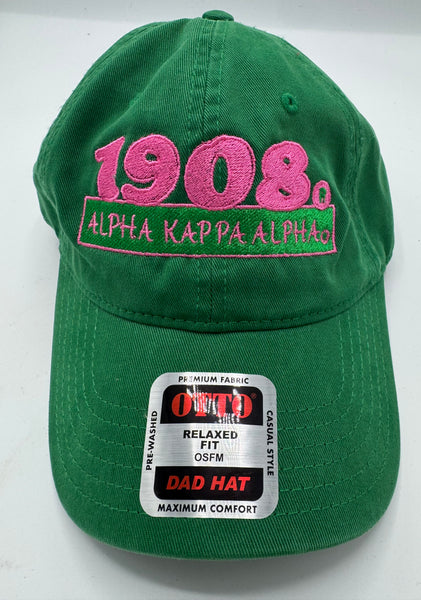 1908.
ALPHA KAPPA ALPHA.
PREMIUM FABRIC
PRE-WASHED
CASUAL STYLE
OTTO®
RELAXED
FIT
OSFM
DAD HAT
MAXIMUM COMFORT